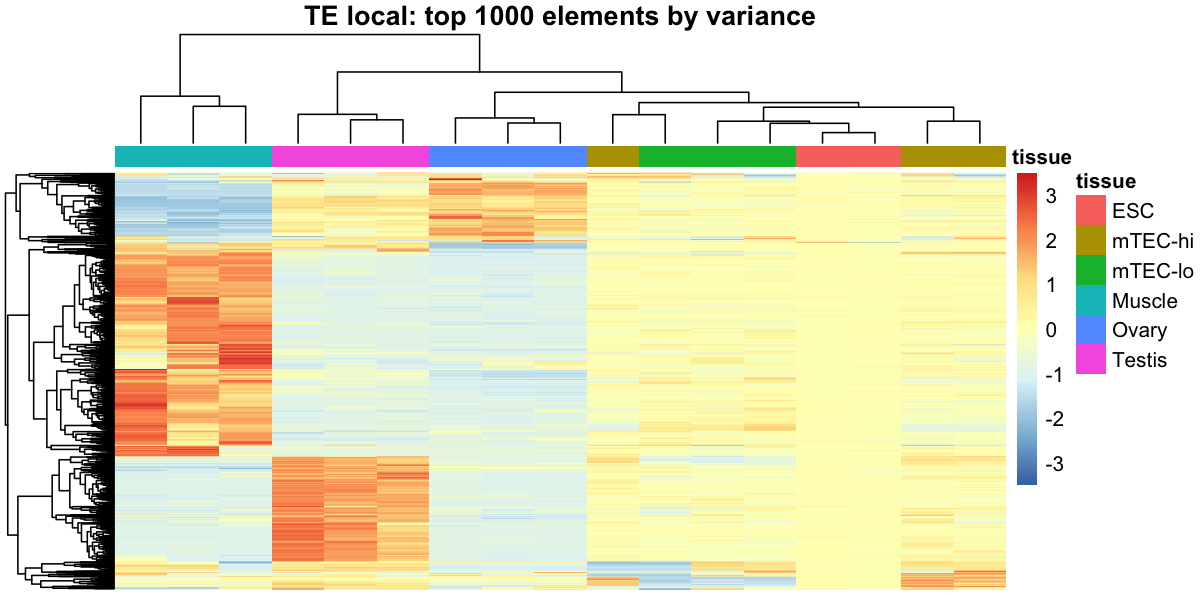 TE local: top 1000 elements by variance
tissue
3
2
1
0
-1
-2
-3
tissue
ESC
mTEC-hi
mTEC-lo
Muscle
Ovary
Testis